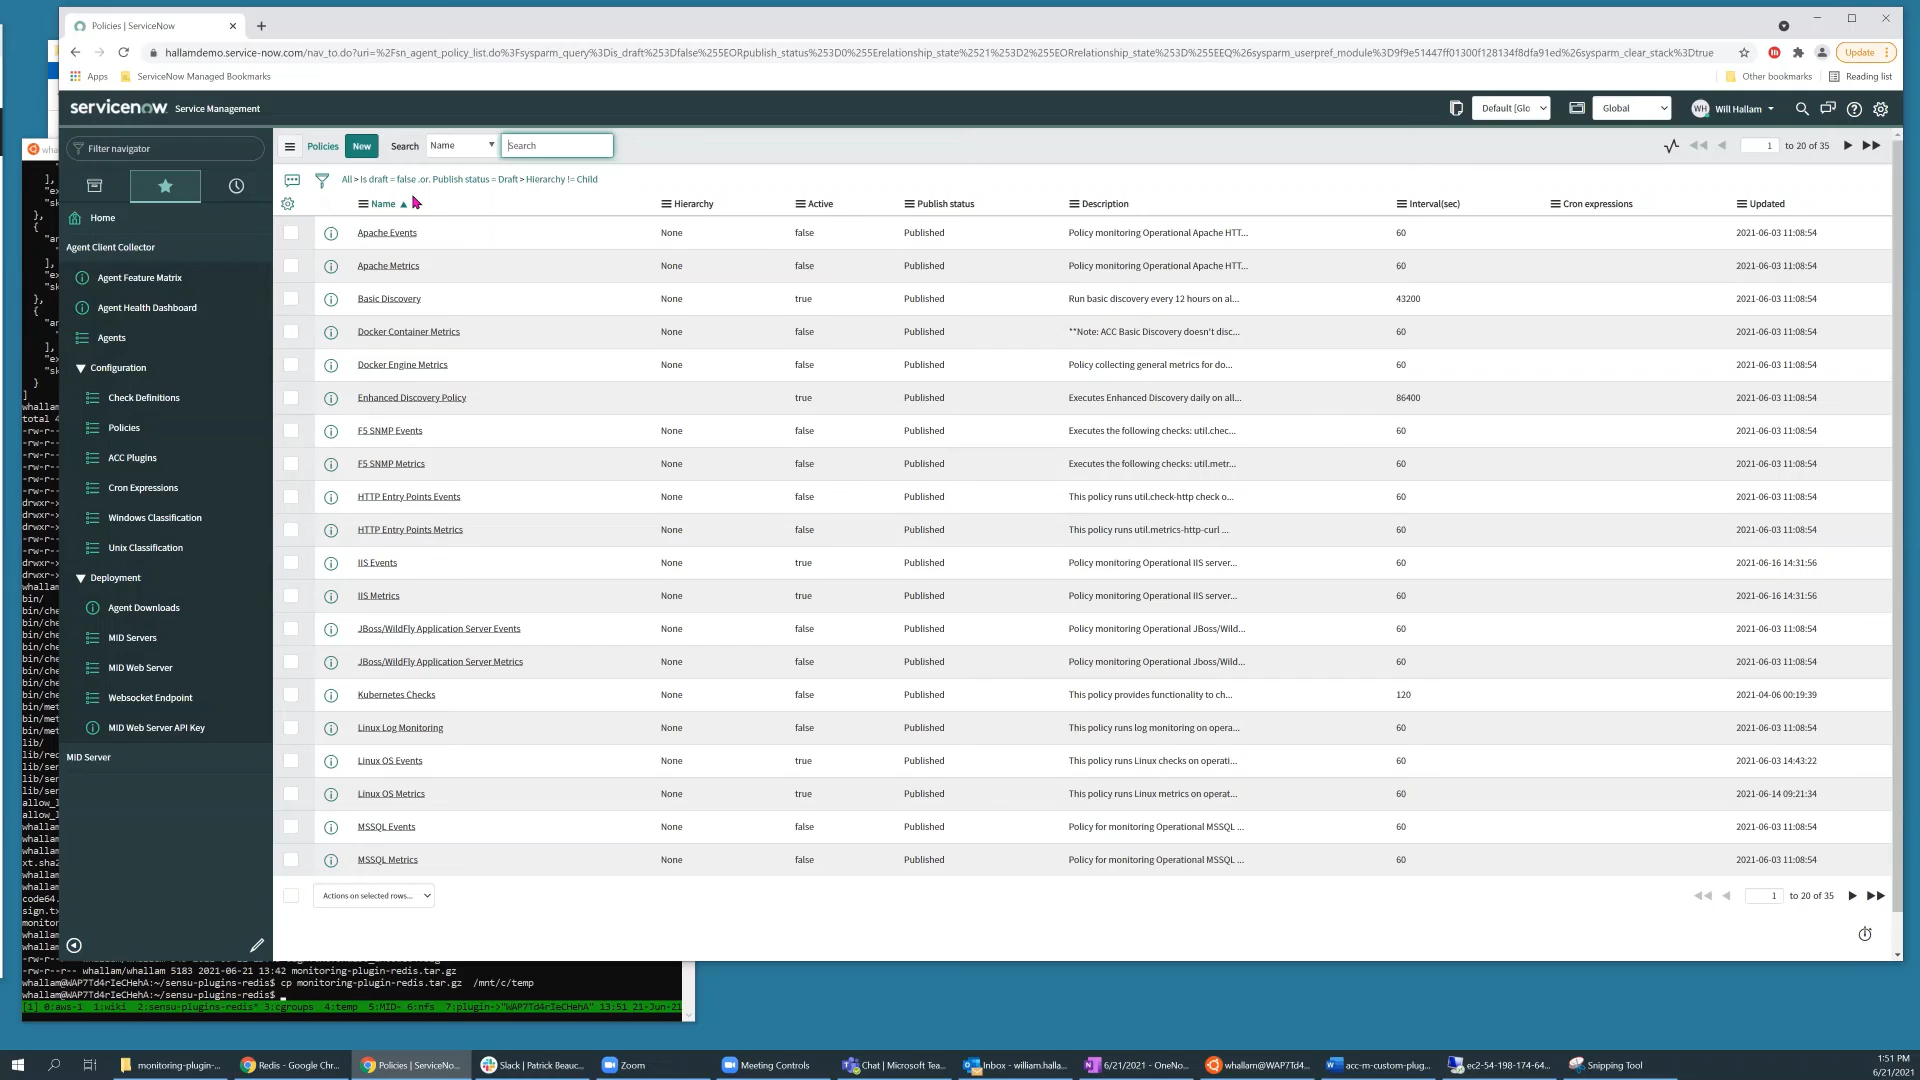 Policies | ServiceNow
hallamdemo.service-now.com/nav_to.do?uri=%2Fsn_agent_policy_list.do%3Fsysparm_query%3Dis_draft%253Dfalse%255EORpublish_status%253D0%255Erelationship_state%2521%253D2%255EORrelationship_state%253D%255EEQ%26sysparm_userpref_module%3D9f9e51447ff01300f128134f8dfa91ed%26sysparm_clear_stack%3Dtrue
Update
Apps
ServiceNow Managed Bookmarks
Other bookmarks
Reading list
servicenow Service Management
Default [Glo
Global
WH Will Hallam
Filter navigator
Home
Agent Client Collector
Agent Feature Matrix
Agent Health Dashboard
Agents
Configuration
Check Definitions
Policies
ACC Plugins
Cron Expressions
Windows Classification
Unix Classification
Deployment
Agent Downloads
MID Servers
MID Web Server
Websocket Endpoint
MID Web Server API Key
MID Server
Policies New Search Name Search
1 to 20 of 35
All > Is draft = false .or. Publish status = Draft > Hierarchy != Child
Name Hierarchy Active Publish status Description Interval(sec) Cron expressions Updated
Apache Events None false Published Policy monitoring Operational Apache HTT... 60 2021-06-03 11:08:54
Apache Metrics None false Published Policy monitoring Operational Apache HTT... 60 2021-06-03 11:08:54
Basic Discovery None true Published Run basic discovery every 12 hours on al... 43200 2021-06-03 11:08:54
Docker Container Metrics None false Published **Note: ACC Basic Discovery doesn't disc... 60 2021-06-03 11:08:54
Docker Engine Metrics None false Published Policy collecting general metrics for do... 60 2021-06-03 11:08:54
Enhanced Discovery Policy true Published Executes Enhanced Discovery daily on all... 86400 2021-06-03 11:08:54
F5 SNMP Events None false Published Executes the following checks: util.chec... 60 2021-06-03 11:08:54
F5 SNMP Metrics None false Published Executes the following checks: util.metr... 60 2021-06-03 11:08:54
HTTP Entry Points Events None false Published This policy runs util.check-http check o... 60 2021-06-03 11:08:54
HTTP Entry Points Metrics None false Published This policy runs util.metrics-http-curl ... 60 2021-06-03 11:08:54
IIS Events None true Published Policy monitoring Operational IIS server... 60 2021-06-16 14:31:56
IIS Metrics None true Published Policy monitoring Operational IIS server... 60 2021-06-16 14:31:56
JBoss/WildFly Application Server Events None false Published Policy monitoring Operational JBoss/Wild... 60 2021-06-03 11:08:54
JBoss/WildFly Application Server Metrics None false Published Policy monitoring Operational Jboss/Wild... 60 2021-06-03 11:08:54
Kubernetes Checks None false Published This policy provides functionality to ch... 120 2021-04-06 00:19:39
Linux Log Monitoring None false Published This policy runs log monitoring on opera... 60 2021-06-03 11:08:54
Linux OS Events None true Published This policy runs Linux checks on operati... 60 2021-06-03 14:43:22
Linux OS Metrics None true Published This policy runs Linux metrics on operat... 60 2021-06-14 09:21:34
MSSQL Events None false Published Policy for monitoring Operational MSSQL ... 60 2021-06-03 11:08:54
MSSQL Metrics None false Published Policy for monitoring Operational MSSQL ... 60 2021-06-03 11:08:54
Actions on selected rows...
1 to 20 of 35
-rw-r--r-- whallam/whallam 5183 2021-06-21 13:42 monitoring-plugin-redis.tar.gz
whallam@WAP7Td4rIeCHehA:~/sensu-plugins-redis$ cp monitoring-plugin-redis.tar.gz /mnt/c/temp
whallam@WAP7Td4rIeCHehA:~/sensu-plugins-redis$
[1] 0:aws-1 1:wiki 2:sensu-plugins-redis* 3:cgroups 4:temp 5:MID- 6:nfs 7:plugin->"WAP7Td4rIeCHehA" 13:51 21-Jun-21
monitoring-plugin-...
Redis - Google Chr...
Policies | ServiceNo...
Slack | Patrick Beauc...
Zoom
Meeting Controls
Chat | Microsoft Tea...
Inbox - william.halla...
6/21/2021 - OneNo...
whallam@WAP7Td4...
acc-m-custom-plug...
ec2-54-198-174-64...
Snipping Tool
1:51 PM
6/21/2021